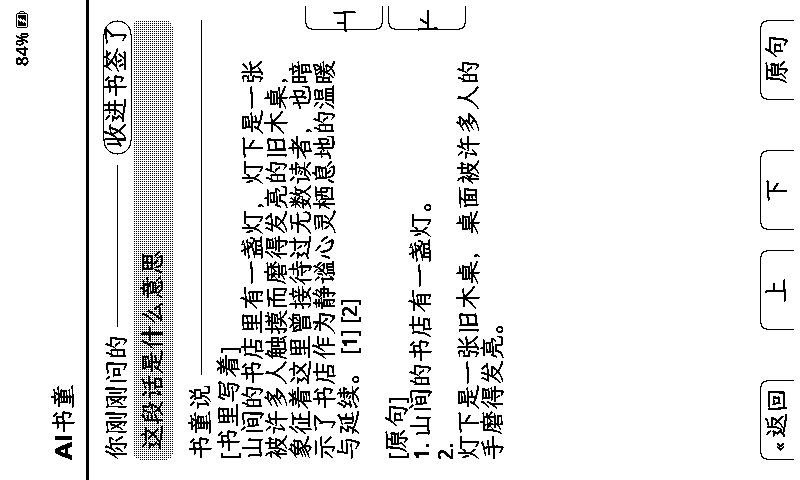 84%
AI书童
你刚刚问的
收进书签了
这段话是什么意思
书童说
[书里写着]
山间的书店里有一盏灯，灯下是一张
被许多人触摸而磨得发亮的旧木桌，
象征着这里曾接待过无数读者，也暗
示了书店作为静谧心灵栖息地的温暖
与延续。 [1] [2]
[原句]
1. 山间的书店有一盏灯。
2.
灯下是一张旧木桌，桌面被许多人的
手磨得发亮。
上
下
«返回
上
下
原句